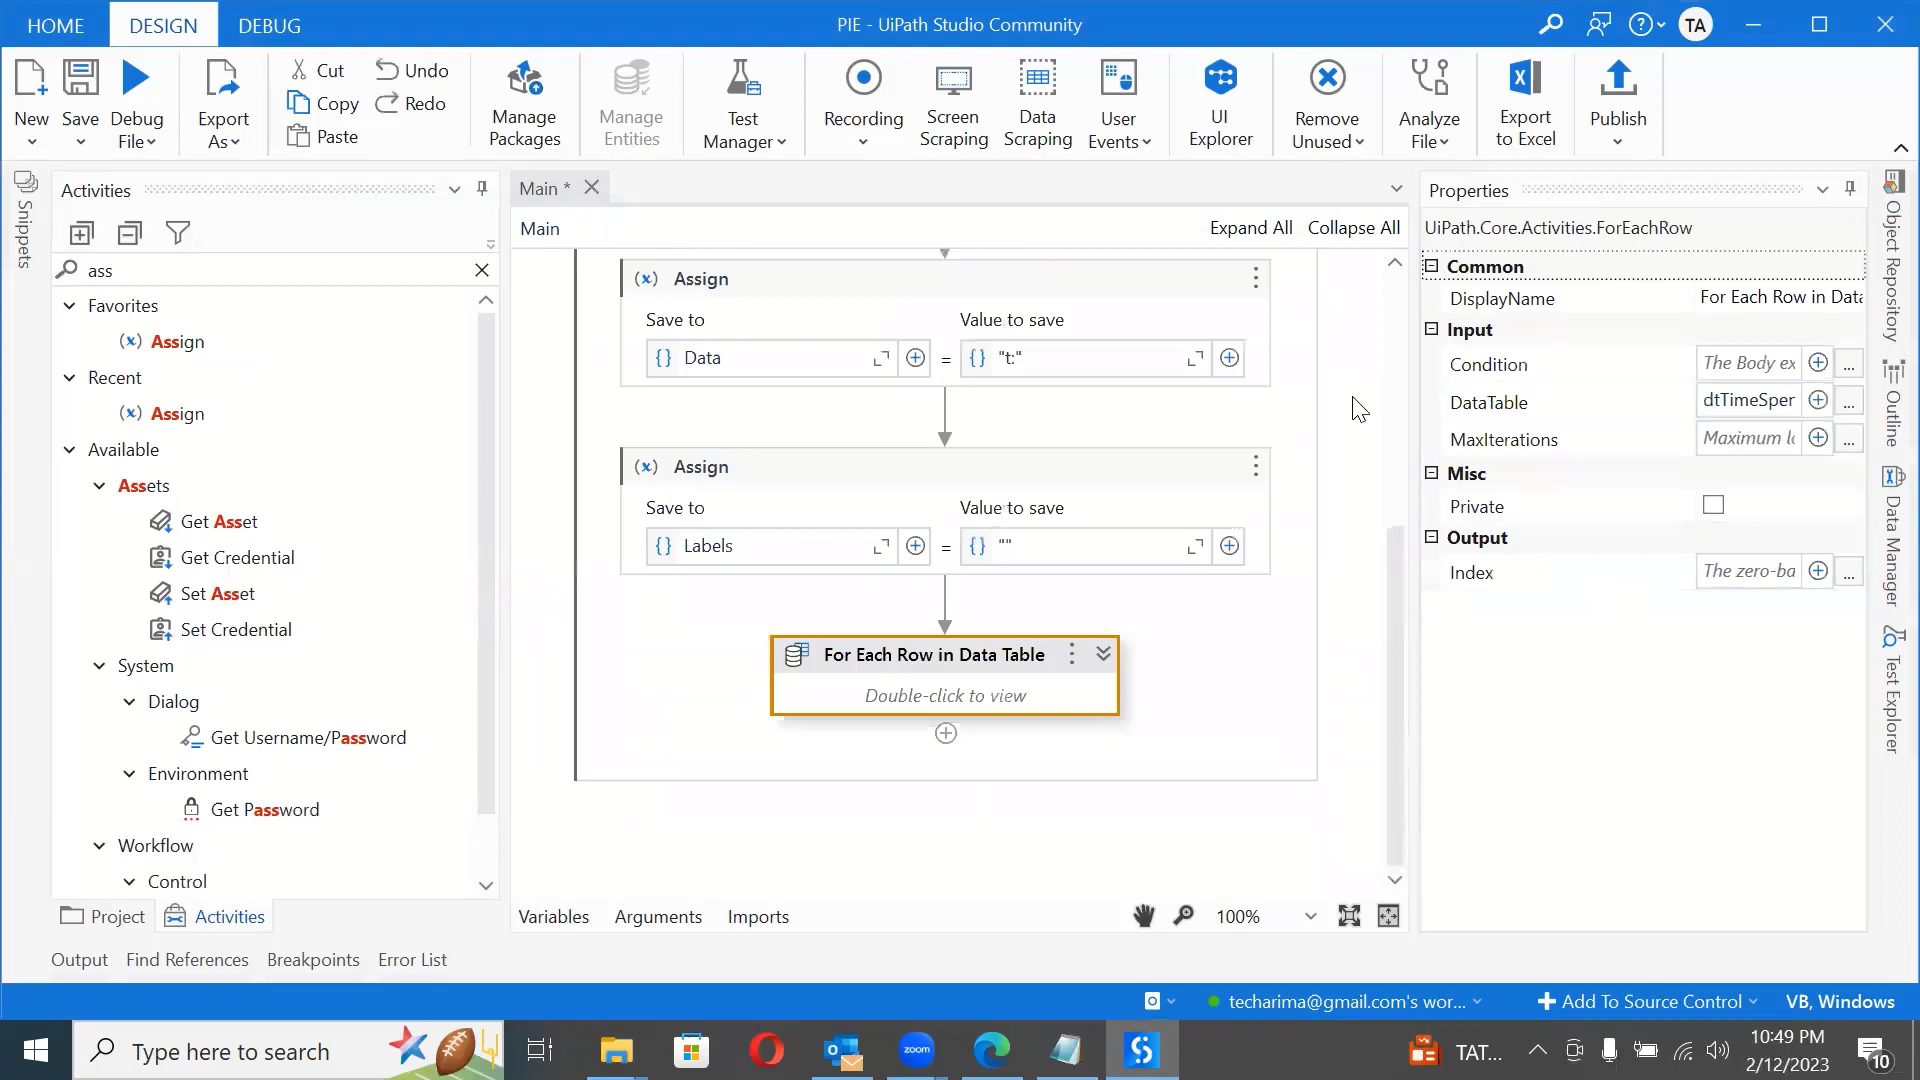 HOME DESIGN DEBUG PIE - UiPath Studio Community TA
New Save Debug File Export As Cut Copy Paste Undo Redo Manage Packages Manage Entities Test Manager Recording Screen Scraping Data Scraping User Events UI Explorer Remove Unused Analyze File Export to Excel Publish
Snippets
Activities
ass
Favorites
(x) Assign
Recent
(x) Assign
Available
Assets
Get Asset
Get Credential
Set Asset
Set Credential
System
Dialog
Get Username/Password
Environment
Get Password
Workflow
Control
Project Activities
Main *
Main Expand All Collapse All
(x) Assign
Save to Value to save
{} Data = {} "t:"
(x) Assign
Save to Value to save
{} Labels = {} ""
For Each Row in Data Table
Double-click to view
Variables Arguments Imports 100%
Properties
UiPath.Core.Activities.ForEachRow
Common
DisplayName For Each Row in Data
Input
Condition The Body ex ...
DataTable dtTimeSper ...
MaxIterations Maximum lo ...
Misc
Private
Output
Index The zero-ba ...
Object Repository
Outline
Data Manager
Test Explorer
Output Find References Breakpoints Error List
techarima@gmail.com's wor... Add To Source Control VB, Windows
Type here to search zoom TAT... 10:49 PM
2/12/2023 10